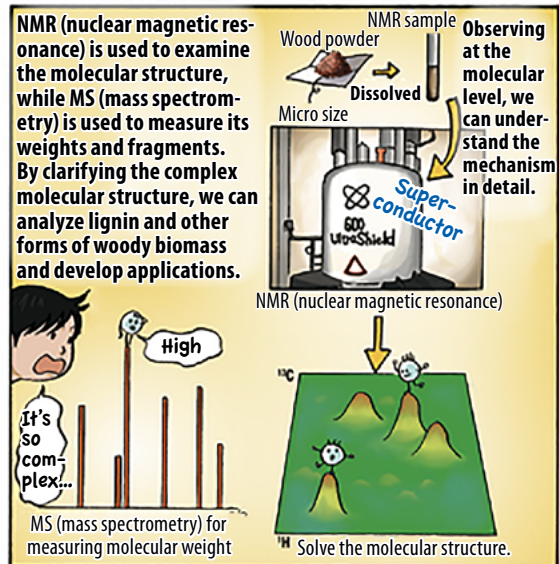 NMR (nuclear magnetic res-
onance) is used to examine
the molecular structure,
while MS (mass spectrom-
etry) is used to measure its
weights and fragments.
By clarifying the complex
molecular structure, we can
analyze lignin and other
forms of woody biomass
and develop applications.
NMR sample
Wood powder
Dissolved
Micro size
Observing
at the
molecular
level, we
can under-
stand the
mechanism
in detail.
Super-
conductor
600
UltraShield
NMR (nuclear magnetic resonance)
High
It's
so
com-
plex...
MS (mass spectrometry) for
measuring molecular weight
¹³C
¹H
Solve the molecular structure.